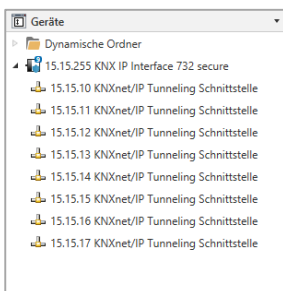 Geräte
Dynamische Ordner
15.15.255 KNX IP Interface 732 secure
15.15.10 KNXnet/IP Tunneling Schnittstelle
15.15.11 KNXnet/IP Tunneling Schnittstelle
15.15.12 KNXnet/IP Tunneling Schnittstelle
15.15.13 KNXnet/IP Tunneling Schnittstelle
15.15.14 KNXnet/IP Tunneling Schnittstelle
15.15.15 KNXnet/IP Tunneling Schnittstelle
15.15.16 KNXnet/IP Tunneling Schnittstelle
15.15.17 KNXnet/IP Tunneling Schnittstelle